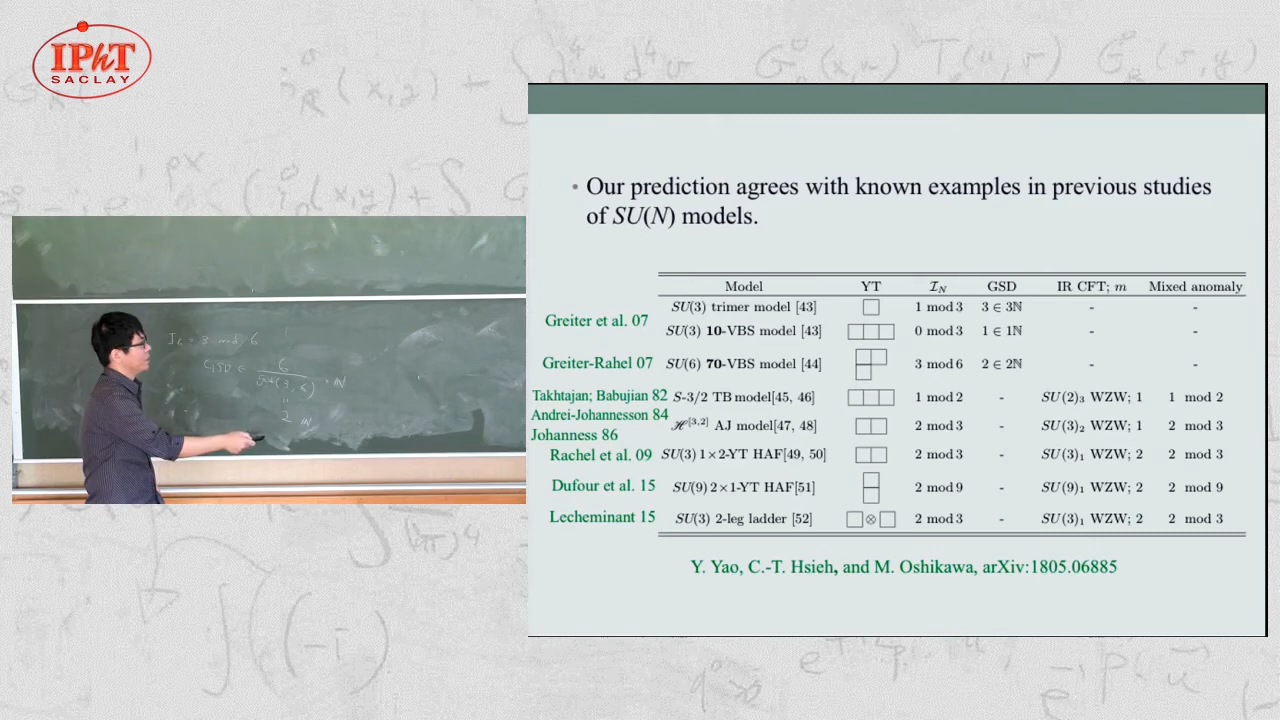 IPhT
SACLAY
• Our prediction agrees with known examples in previous studies
of SU(N) models.
Model YT 𝓘_N GSD IR CFT; m Mixed anomaly
Greiter et al. 07 SU(3) trimer model [43] 1 mod 3 3 ∈ 3ℕ - -
SU(3) 10-VBS model [43] 0 mod 3 1 ∈ 1ℕ - -
Greiter-Rahel 07 SU(6) 70-VBS model [44] 3 mod 6 2 ∈ 2ℕ - -
Takhtajan; Babujian 82 S-3/2 TB model[45, 46] 1 mod 2 - SU(2)₃ WZW; 1 1 mod 2
Andrei-Johannesson 84
Johanness 86 ℋ^[3,2] AJ model[47, 48] 2 mod 3 - SU(3)₂ WZW; 1 2 mod 3
Rachel et al. 09 SU(3) 1×2-YT HAF[49, 50] 2 mod 3 - SU(3)₁ WZW; 2 2 mod 3
Dufour et al. 15 SU(9) 2×1-YT HAF[51] 2 mod 9 - SU(9)₁ WZW; 2 2 mod 9
Lecheminant 15 SU(3) 2-leg ladder [52] ⊗ 2 mod 3 - SU(3)₁ WZW; 2 2 mod 3
Y. Yao, C.-T. Hsieh, and M. Oshikawa, arXiv:1805.06885
I₆ = 3 mod 6
GSD ∈
6
(3, 6)
· ℕ
2 ℕ